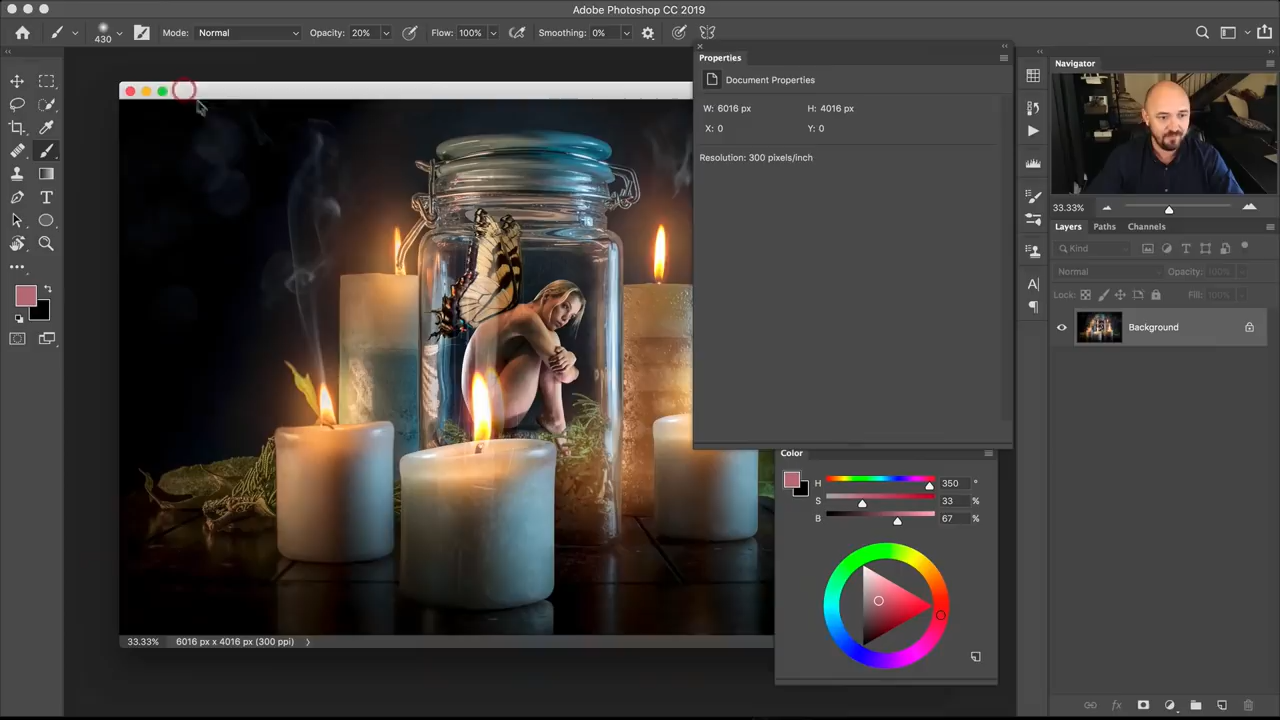 Adobe Photoshop CC 2019
430 Mode: Normal Opacity: 20% Flow: 100% Smoothing: 0%
Properties
Document Properties
W: 6016 px H: 4016 px
X: 0 Y: 0
Resolution: 300 pixels/inch
Navigator
33.33%
Layers Paths Channels
Kind
Normal Opacity: 100%
Lock: Fill: 100%
Background
Color
H 350 °
S 33 %
B 67 %
33.33% 6016 px x 4016 px (300 ppi)